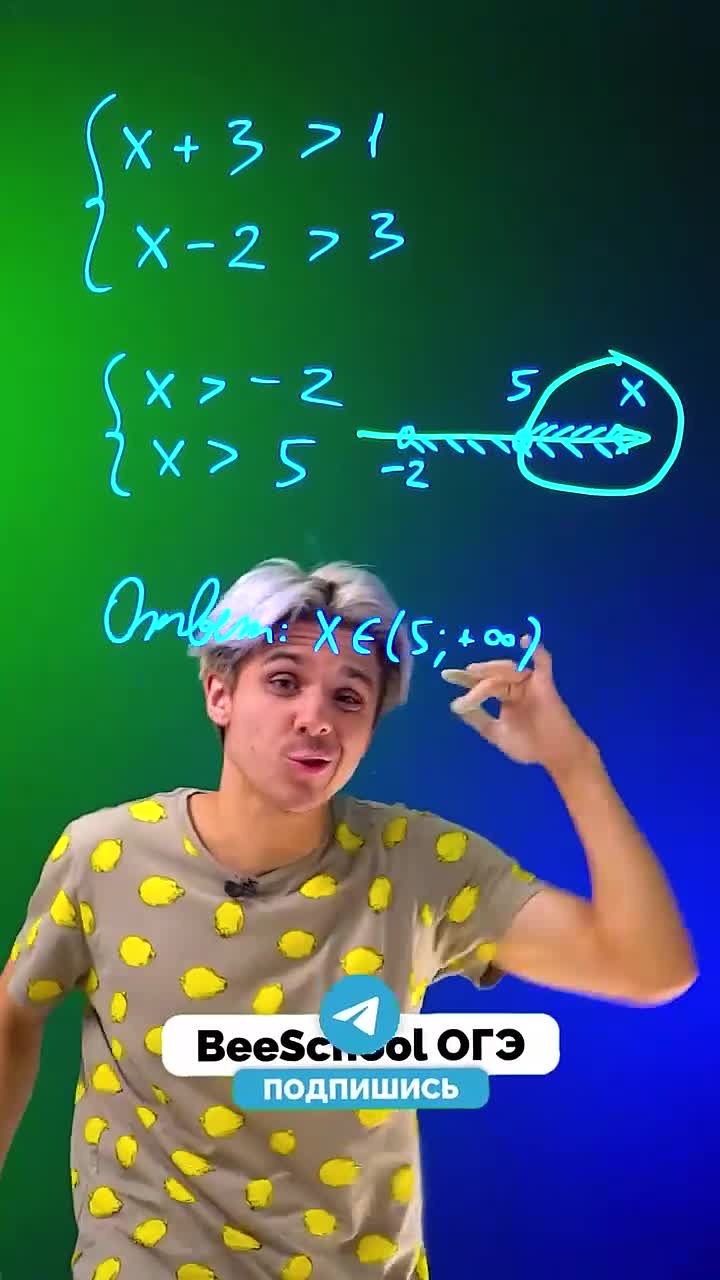 x + 3 > 1
x - 2 > 3
x > - 2
x > 5
5 x
-2
Ответ: x ∈ (5; +∞)
BeeSchool ОГЭ
ПОДПИШИСЬ